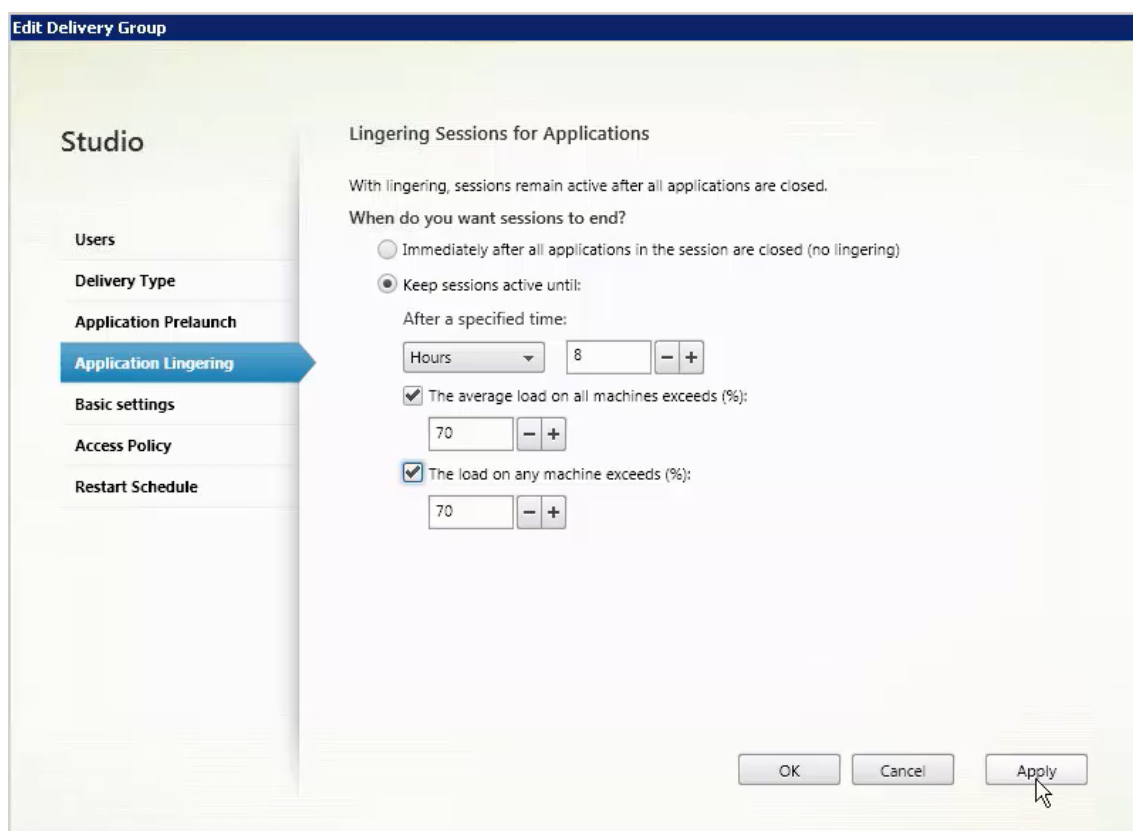 Edit Delivery Group
Studio
Users
Delivery Type
Application Prelaunch
Application Lingering
Basic settings
Access Policy
Restart Schedule
Lingering Sessions for Applications
With lingering, sessions remain active after all applications are closed.
When do you want sessions to end?
Immediately after all applications in the session are closed (no lingering)
Keep sessions active until:
After a specified time:
Hours 8 − +
The average load on all machines exceeds (%):
70 − +
The load on any machine exceeds (%):
70 − +
OK Cancel Apply